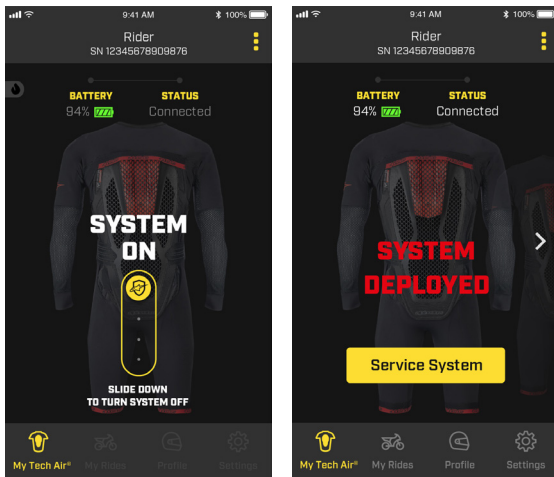 9:41 AM
100%
Rider
SN 12345678909876
BATTERY
STATUS
94%
Connected
SYSTEM
ON
SLIDE DOWN
TO TURN SYSTEM OFF
My Tech Air®
My Rides
Profile
Settings
9:41 AM
100%
Rider
SN 12345678909876
BATTERY
STATUS
94%
Connected
SYSTEM
DEPLOYED
Service System
My Tech Air®
My Rides
Profile
Settings